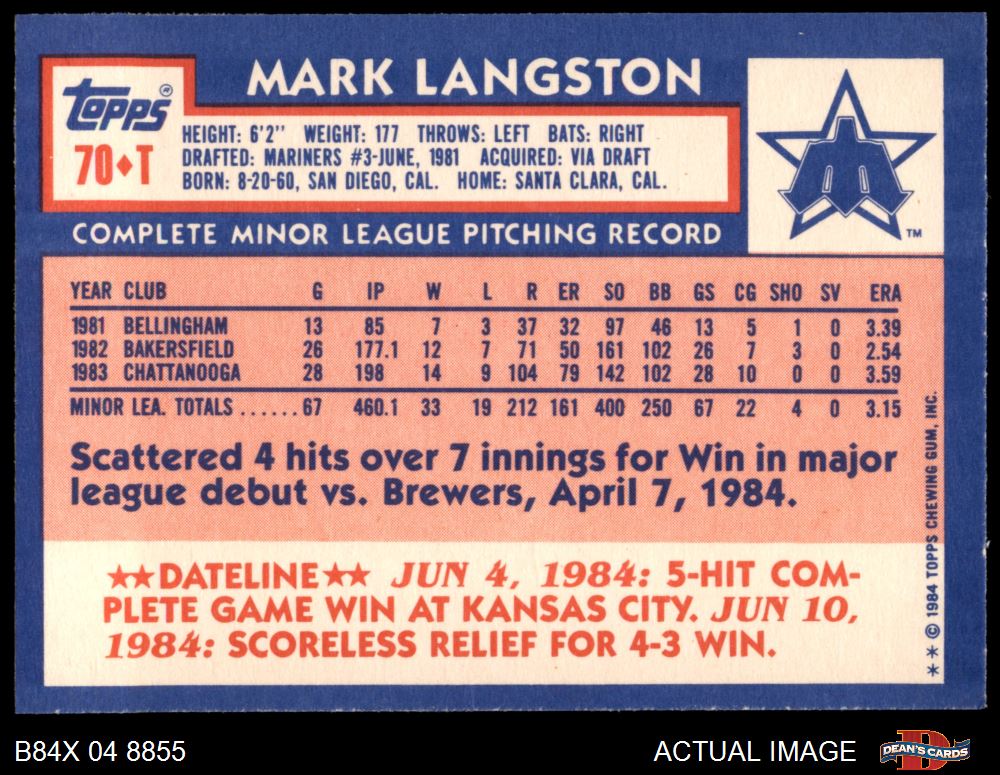 MARK LANGSTON
Topps®
70♦T
HEIGHT: 6'2" WEIGHT: 177 THROWS: LEFT BATS: RIGHT
DRAFTED: MARINERS #3-JUNE, 1981 ACQUIRED: VIA DRAFT
BORN: 8-20-60, SAN DIEGO, CAL. HOME: SANTA CLARA, CAL.
TM
COMPLETE MINOR LEAGUE PITCHING RECORD
YEAR CLUB G IP W L R ER SO BB GS CG SHO SV ERA
1981 BELLINGHAM 13 85 7 3 37 32 97 46 13 5 1 0 3.39
1982 BAKERSFIELD 26 177.1 12 7 71 50 161 102 26 7 3 0 2.54
1983 CHATTANOOGA 28 198 14 9 104 79 142 102 28 10 0 0 3.59
MINOR LEA. TOTALS ...... 67 460.1 33 19 212 161 400 250 67 22 4 0 3.15
Scattered 4 hits over 7 innings for Win in major
league debut vs. Brewers, April 7, 1984.
★★DATELINE★★ JUN 4, 1984: 5-HIT COM-
PLETE GAME WIN AT KANSAS CITY. JUN 10,
1984: SCORELESS RELIEF FOR 4-3 WIN.
** © 1984 TOPPS CHEWING GUM, INC.
B84X 04 8855
ACTUAL IMAGE
D
DEAN'S CARDS